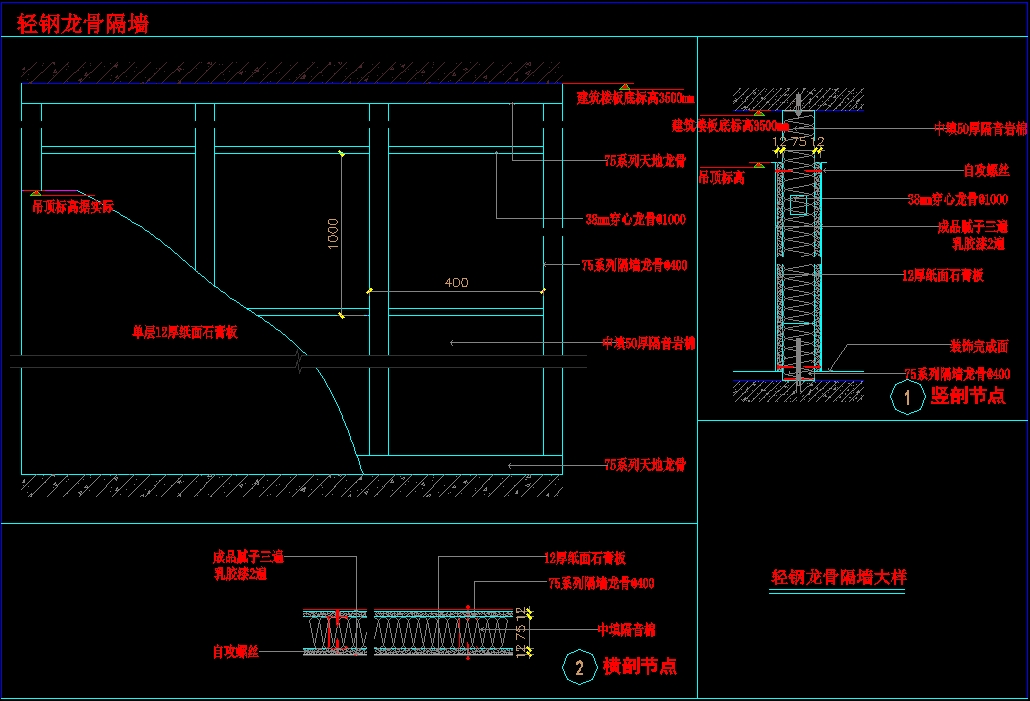 轻钢龙骨隔墙
建筑楼板底标高3500mm
75系列天地龙骨
38mm穿心龙骨@1000
75系列隔墙龙骨@400
吊顶标高据实际
1000
400
单层12厚纸面石膏板
中填50厚隔音岩棉
75系列天地龙骨
建筑楼板底标高3500mm
中填50厚隔音岩棉
12 75 12
自攻螺丝
吊顶标高
38mm穿心龙骨@1000
成品腻子三遍
乳胶漆2遍
12厚纸面石膏板
装饰完成面
75系列隔墙龙骨@400
1 竖剖节点
成品腻子三遍
乳胶漆2遍
12厚纸面石膏板
75系列隔墙龙骨@400
12 75 12
中填隔音棉
自攻螺丝
2 横剖节点
轻钢龙骨隔墙大样